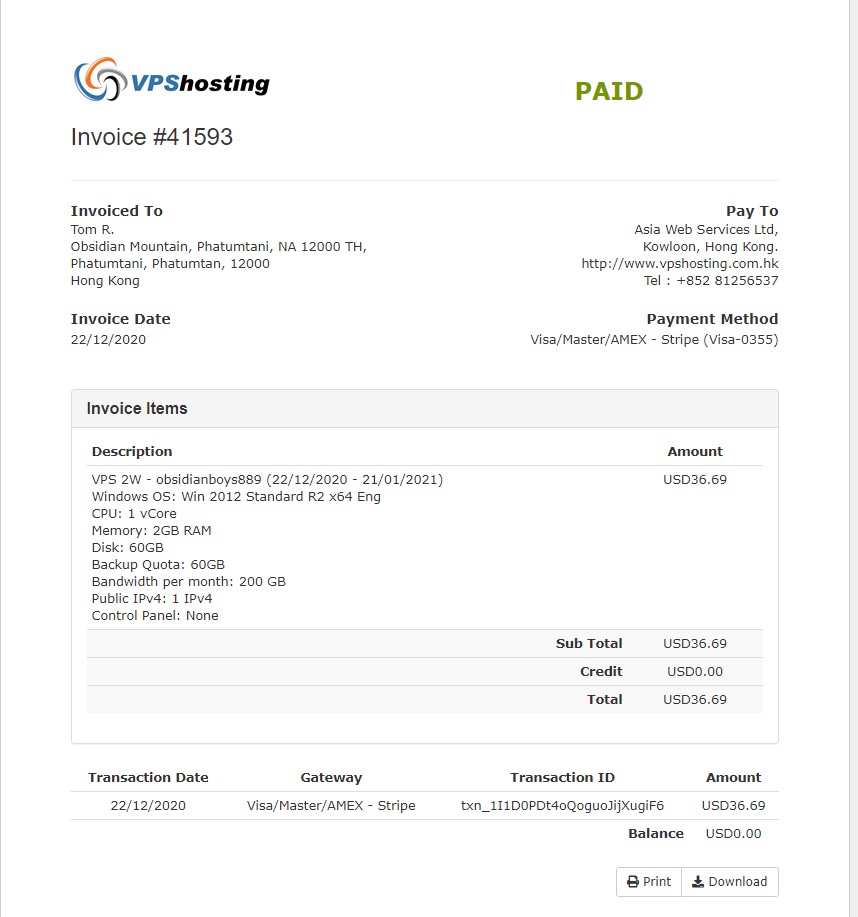 VPShosting
PAID
Invoice #41593
Invoiced To
Tom R.
Obsidian Mountain, Phatumtani, NA 12000 TH,
Phatumtani, Phatumtan, 12000
Hong Kong
Pay To
Asia Web Services Ltd,
Kowloon, Hong Kong.
http://www.vpshosting.com.hk
Tel : +852 81256537
Invoice Date
22/12/2020
Payment Method
Visa/Master/AMEX - Stripe (Visa-0355)
Invoice Items
Description Amount
VPS 2W - obsidianboys889 (22/12/2020 - 21/01/2021) USD36.69
Windows OS: Win 2012 Standard R2 x64 Eng
CPU: 1 vCore
Memory: 2GB RAM
Disk: 60GB
Backup Quota: 60GB
Bandwidth per month: 200 GB
Public IPv4: 1 IPv4
Control Panel: None
Sub Total USD36.69
Credit USD0.00
Total USD36.69
Transaction Date Gateway Transaction ID Amount
22/12/2020 Visa/Master/AMEX - Stripe txn_1I1D0PDt4oQoguoJijXugiF6 USD36.69
Balance USD0.00
Print Download